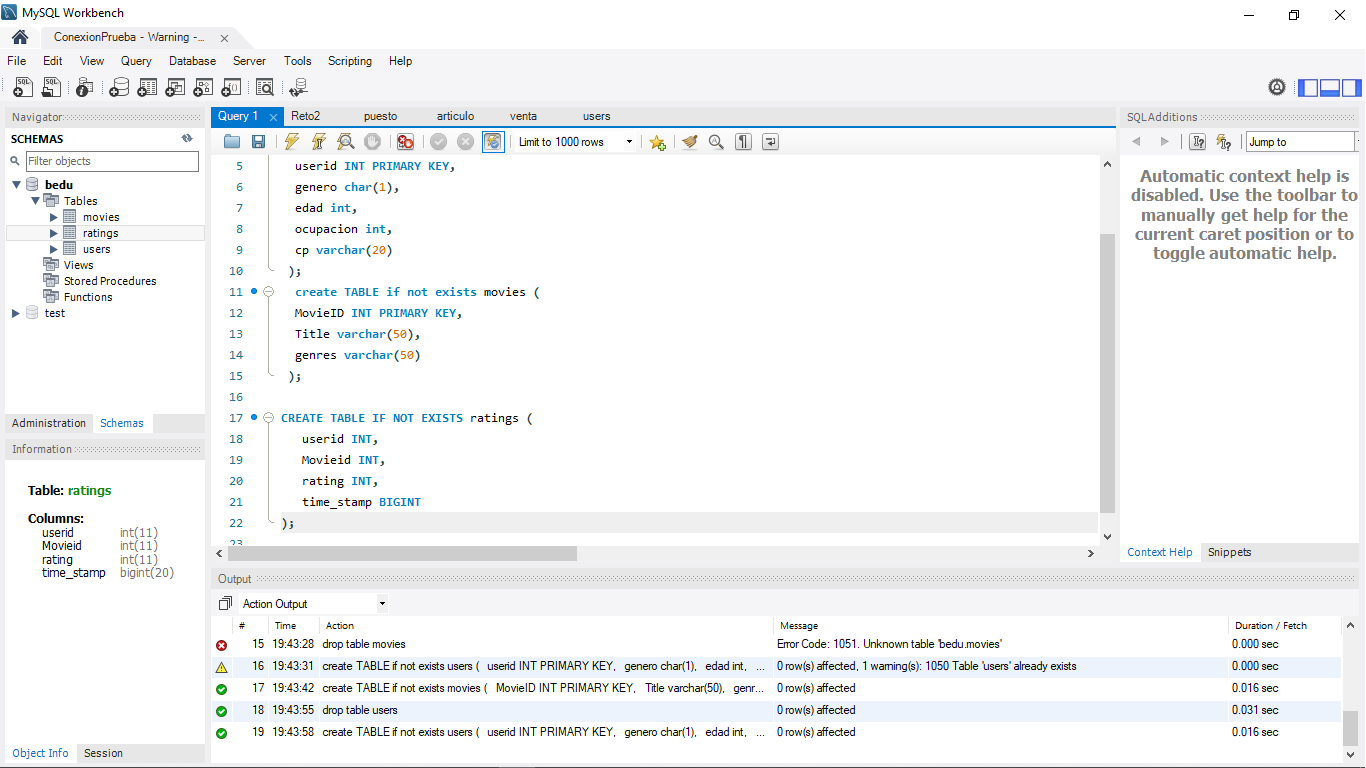 MySQL Workbench
ConexionPrueba - Warning -...
File Edit View Query Database Server Tools Scripting Help
Navigator
SCHEMAS
Filter objects
bedu
Tables
movies
ratings
users
Views
Stored Procedures
Functions
test
Administration Schemas
Information
Table: ratings
Columns:
userid int(11)
Movieid int(11)
rating int(11)
time_stamp bigint(20)
Object Info Session
Query 1 Reto2 puesto articulo venta users
Limit to 1000 rows
5 userid INT PRIMARY KEY,
6 genero char(1),
7 edad int,
8 ocupacion int,
9 cp varchar(20)
10 );
11 create TABLE if not exists movies (
12 MovieID INT PRIMARY KEY,
13 Title varchar(50),
14 genres varchar(50)
15 );
16
17 CREATE TABLE IF NOT EXISTS ratings (
18 userid INT,
19 Movieid INT,
20 rating INT,
21 time_stamp BIGINT
22 );
23
SQLAdditions
Jump to
Automatic context help is
disabled. Use the toolbar to
manually get help for the
current caret position or to
toggle automatic help.
Context Help Snippets
Output
Action Output
# Time Action Message Duration / Fetch
15 19:43:28 drop table movies Error Code: 1051. Unknown table 'bedu.movies' 0.000 sec
16 19:43:31 create TABLE if not exists users ( userid INT PRIMARY KEY, genero char(1), edad int, ... 0 row(s) affected, 1 warning(s): 1050 Table 'users' already exists 0.000 sec
17 19:43:42 create TABLE if not exists movies ( MovieID INT PRIMARY KEY, Title varchar(50), genr... 0 row(s) affected 0.016 sec
18 19:43:55 drop table users 0 row(s) affected 0.031 sec
19 19:43:58 create TABLE if not exists users ( userid INT PRIMARY KEY, genero char(1), edad int, ... 0 row(s) affected 0.016 sec